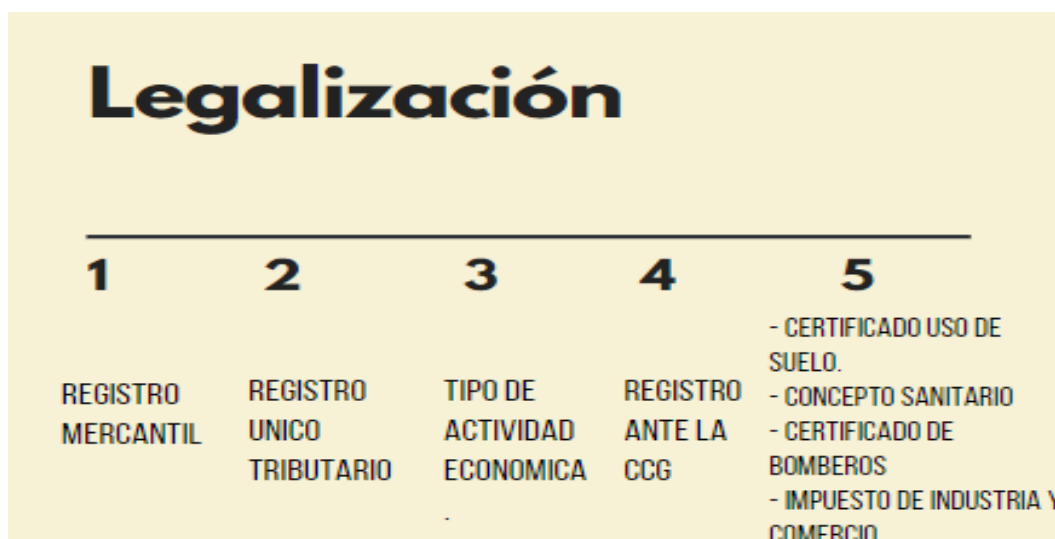 Legalización
1
2
3
4
5
REGISTRO
MERCANTIL
REGISTRO
UNICO
TRIBUTARIO
TIPO DE
ACTIVIDAD
ECONOMICA
.
REGISTRO
ANTE LA
CCG
- CERTIFICADO USO DE
SUELO.
- CONCEPTO SANITARIO
- CERTIFICADO DE
BOMBEROS
- IMPUESTO DE INDUSTRIA Y
COMERCIO